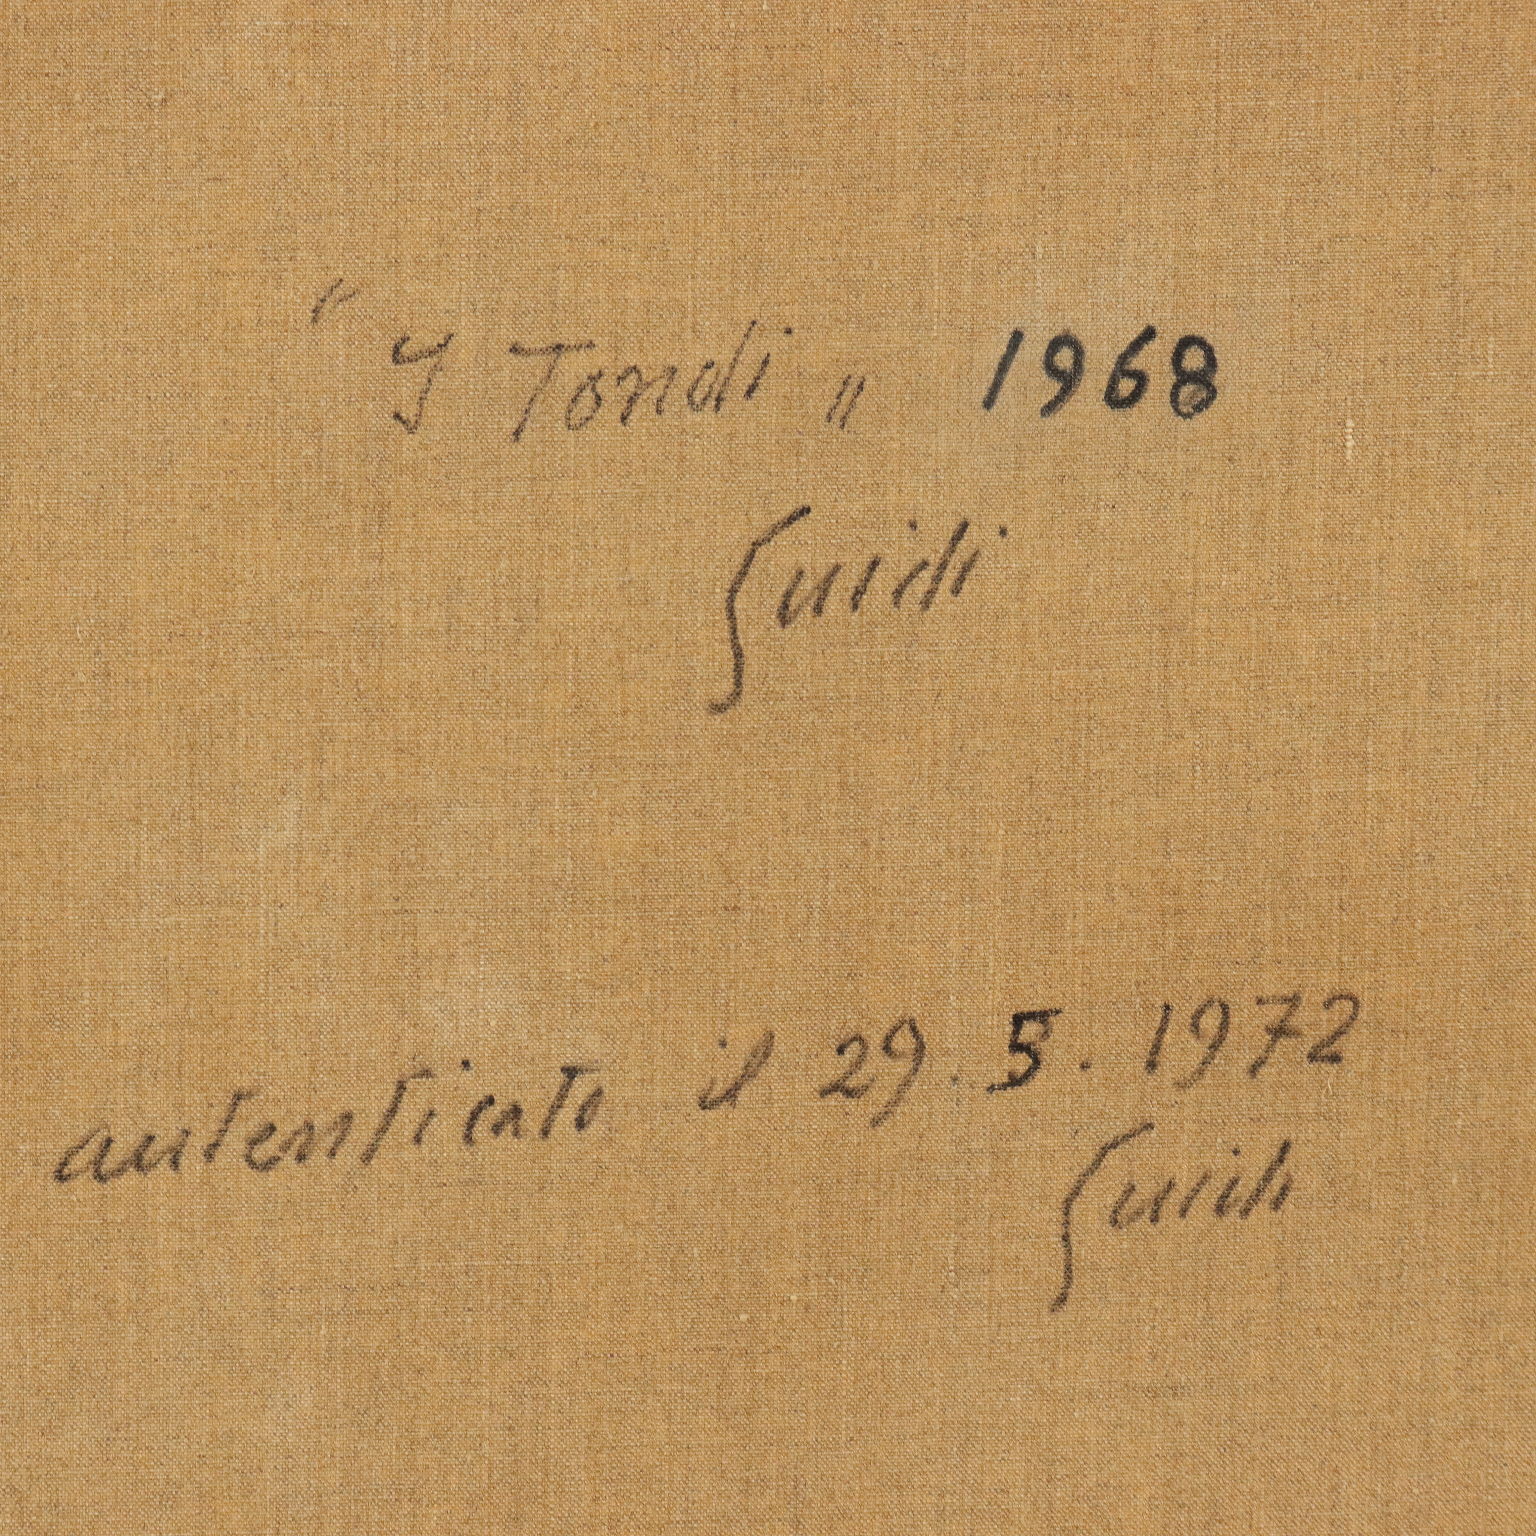 " I Tondi " 1968
Guidi
autenticato il 29.5.1972
Guidi